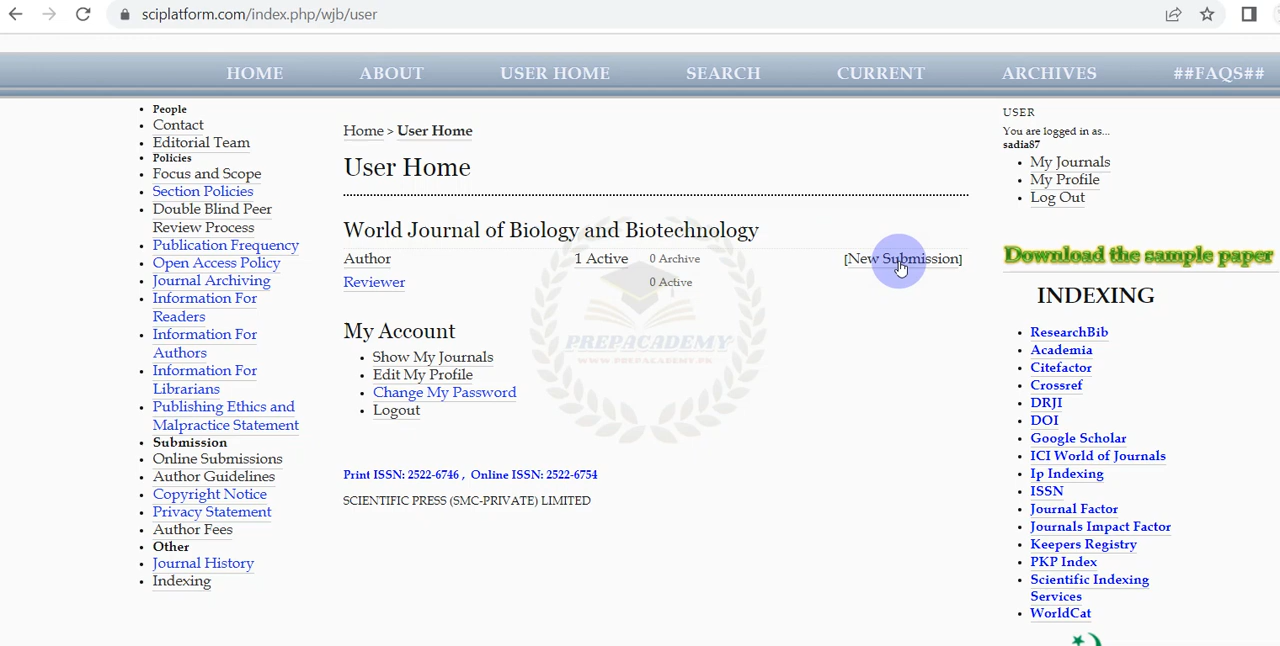 sciplatform.com/index.php/wjb/user
HOME ABOUT USER HOME SEARCH CURRENT ARCHIVES ##FAQS##
People
Contact
Editorial Team
Policies
Focus and Scope
Section Policies
Double Blind Peer
Review Process
Publication Frequency
Open Access Policy
Journal Archiving
Information For
Readers
Information For
Authors
Information For
Librarians
Publishing Ethics and
Malpractice Statement
Submission
Online Submissions
Author Guidelines
Copyright Notice
Privacy Statement
Author Fees
Other
Journal History
Indexing
Home > User Home
User Home
World Journal of Biology and Biotechnology
Author 1 Active 0 Archive [New Submission]
Reviewer 0 Active
My Account
Show My Journals
Edit My Profile
Change My Password
Logout
PREPACADEMY
WWW.PREPACADEMY.PK
Print ISSN: 2522-6746 , Online ISSN: 2522-6754
SCIENTIFIC PRESS (SMC-PRIVATE) LIMITED
USER
You are logged in as...
sadia87
My Journals
My Profile
Log Out
Download the sample paper
INDEXING
ResearchBib
Academia
Citefactor
Crossref
DRJI
DOI
Google Scholar
ICI World of Journals
Ip Indexing
ISSN
Journal Factor
Journals Impact Factor
Keepers Registry
PKP Index
Scientific Indexing
Services
WorldCat